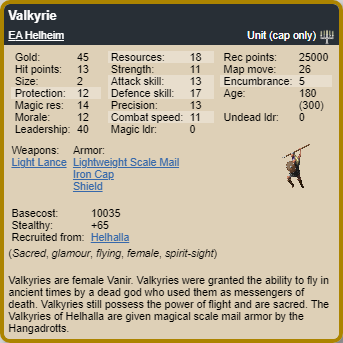 Valkyrie
EA Helheim Unit (cap only)
Gold: 45 Resources: 18 Rec points: 25000
Hit points: 13 Strength: 11 Map move: 26
Size: 2 Attack skill: 13 Encumbrance: 5
Protection: 12 Defence skill: 17 Age: 180
Magic res: 14 Precision: 13 (300)
Morale: 12 Combat speed: 11 Undead ldr: 0
Leadership: 40 Magic ldr: 0
Weapons: Armor:
Light Lance Lightweight Scale Mail
Iron Cap
Shield
Basecost: 10035
Stealthy: +65
Recruited from: Helhalla
(Sacred, glamour, flying, female, spirit-sight)
Valkyries are female Vanir. Valkyries were granted the ability to fly in
ancient times by a dead god who used them as messengers of
death. Valkyries still possess the power of flight and are sacred. The
Valkyries of Helhalla are given magical scale mail armor by the
Hangadrotts.